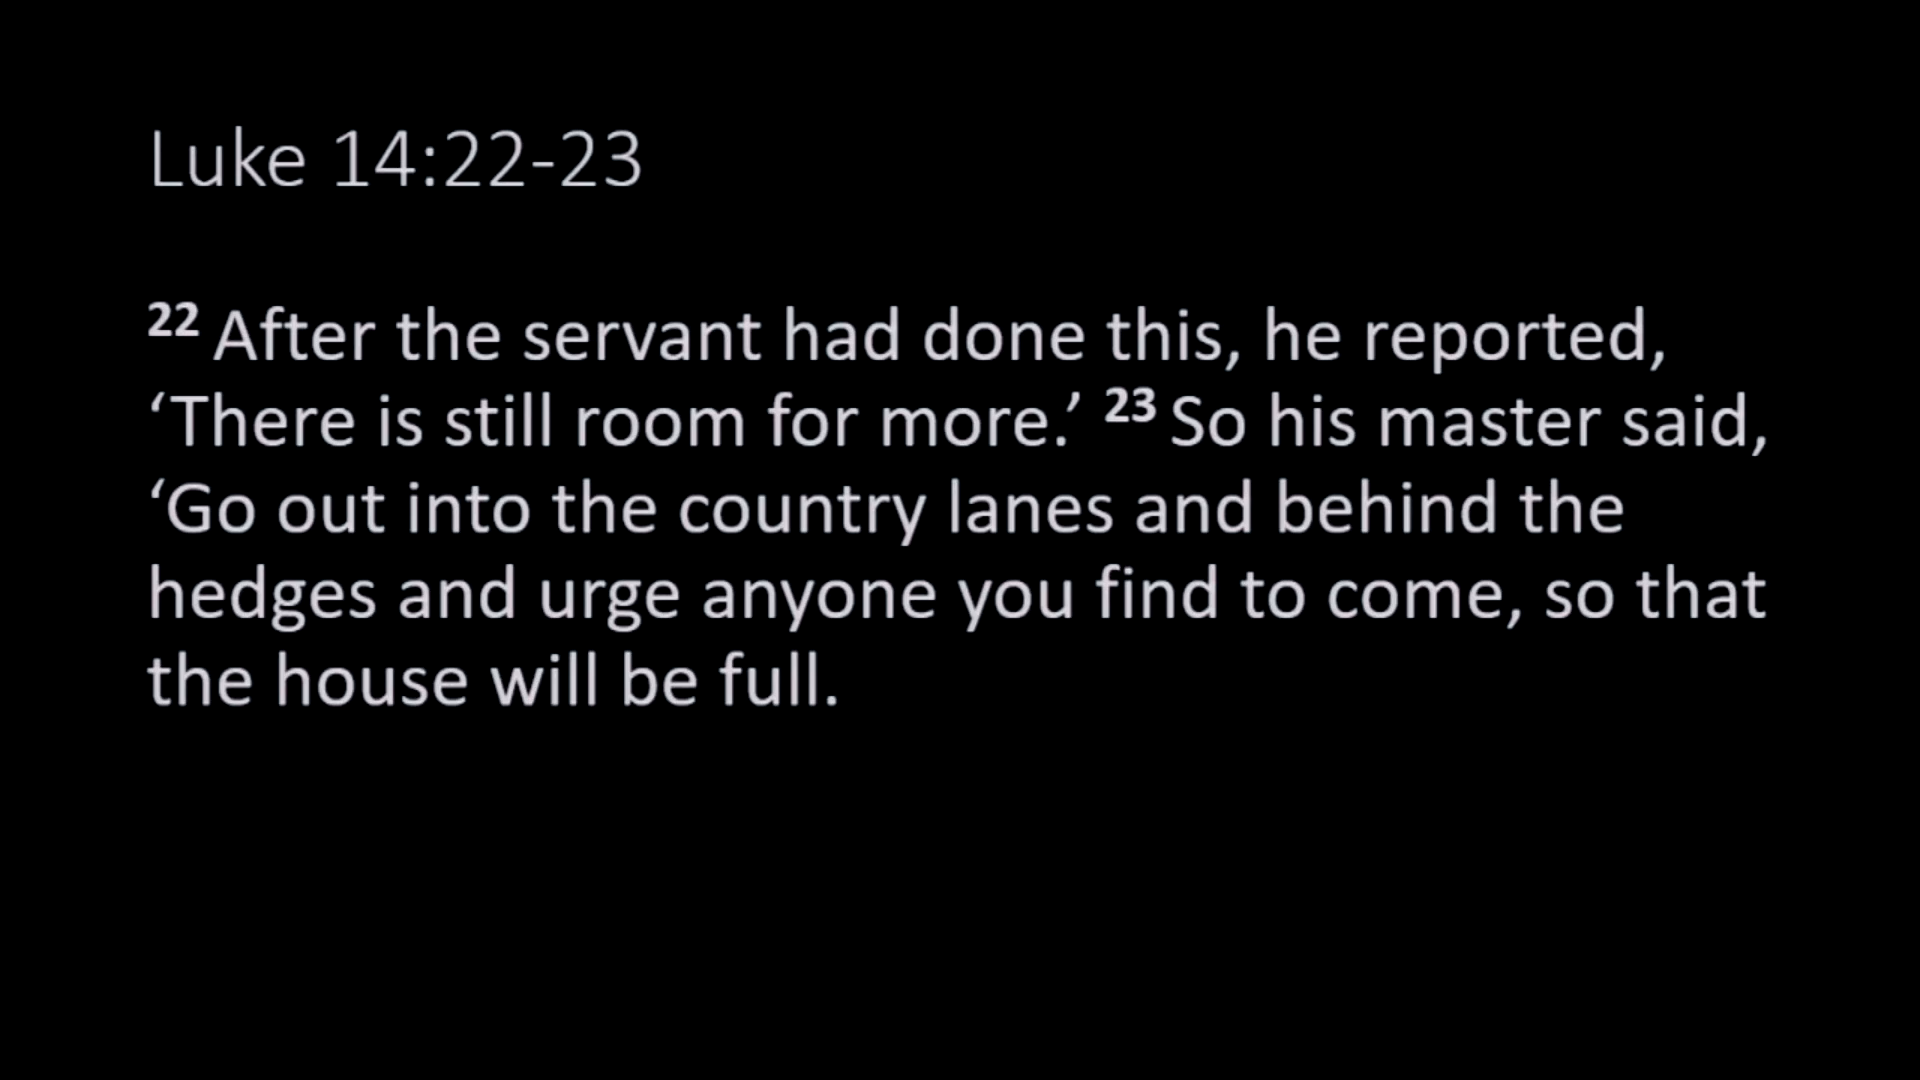 Luke 14:22-23
22 After the servant had done this, he reported,
‘There is still room for more.’ 23 So his master said,
‘Go out into the country lanes and behind the
hedges and urge anyone you find to come, so that
the house will be full.